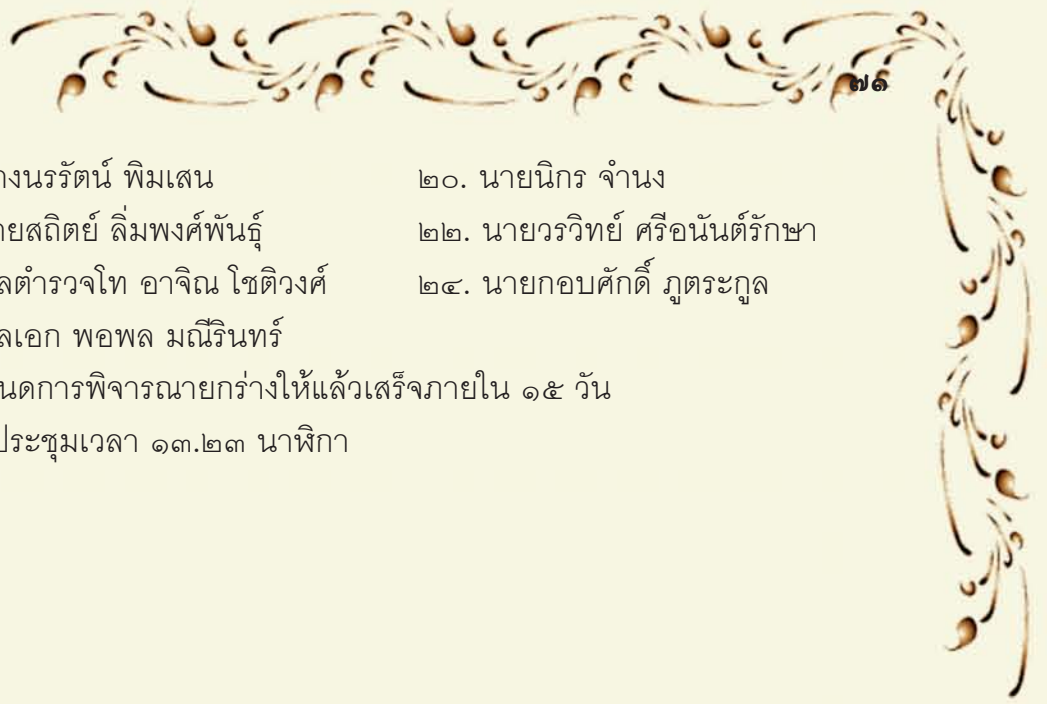 ๗๑
างนรรัตน์ พิมเสน ๒๐. นายนิกร จำนง
ายสถิตย์ ลิ่มพงศ์พันธุ์ ๒๒. นายวรวิทย์ ศรีอนันต์รักษา
ลตำรวจโท อาจิณ โชติวงศ์ ๒๔. นายกอบศักดิ์ ภูตระกูล
ลเอก พอพล มณีรินทร์
นดการพิจารณายกร่างให้แล้วเสร็จภายใน ๑๕ วัน
ประชุมเวลา ๑๓.๒๓ นาฬิกา